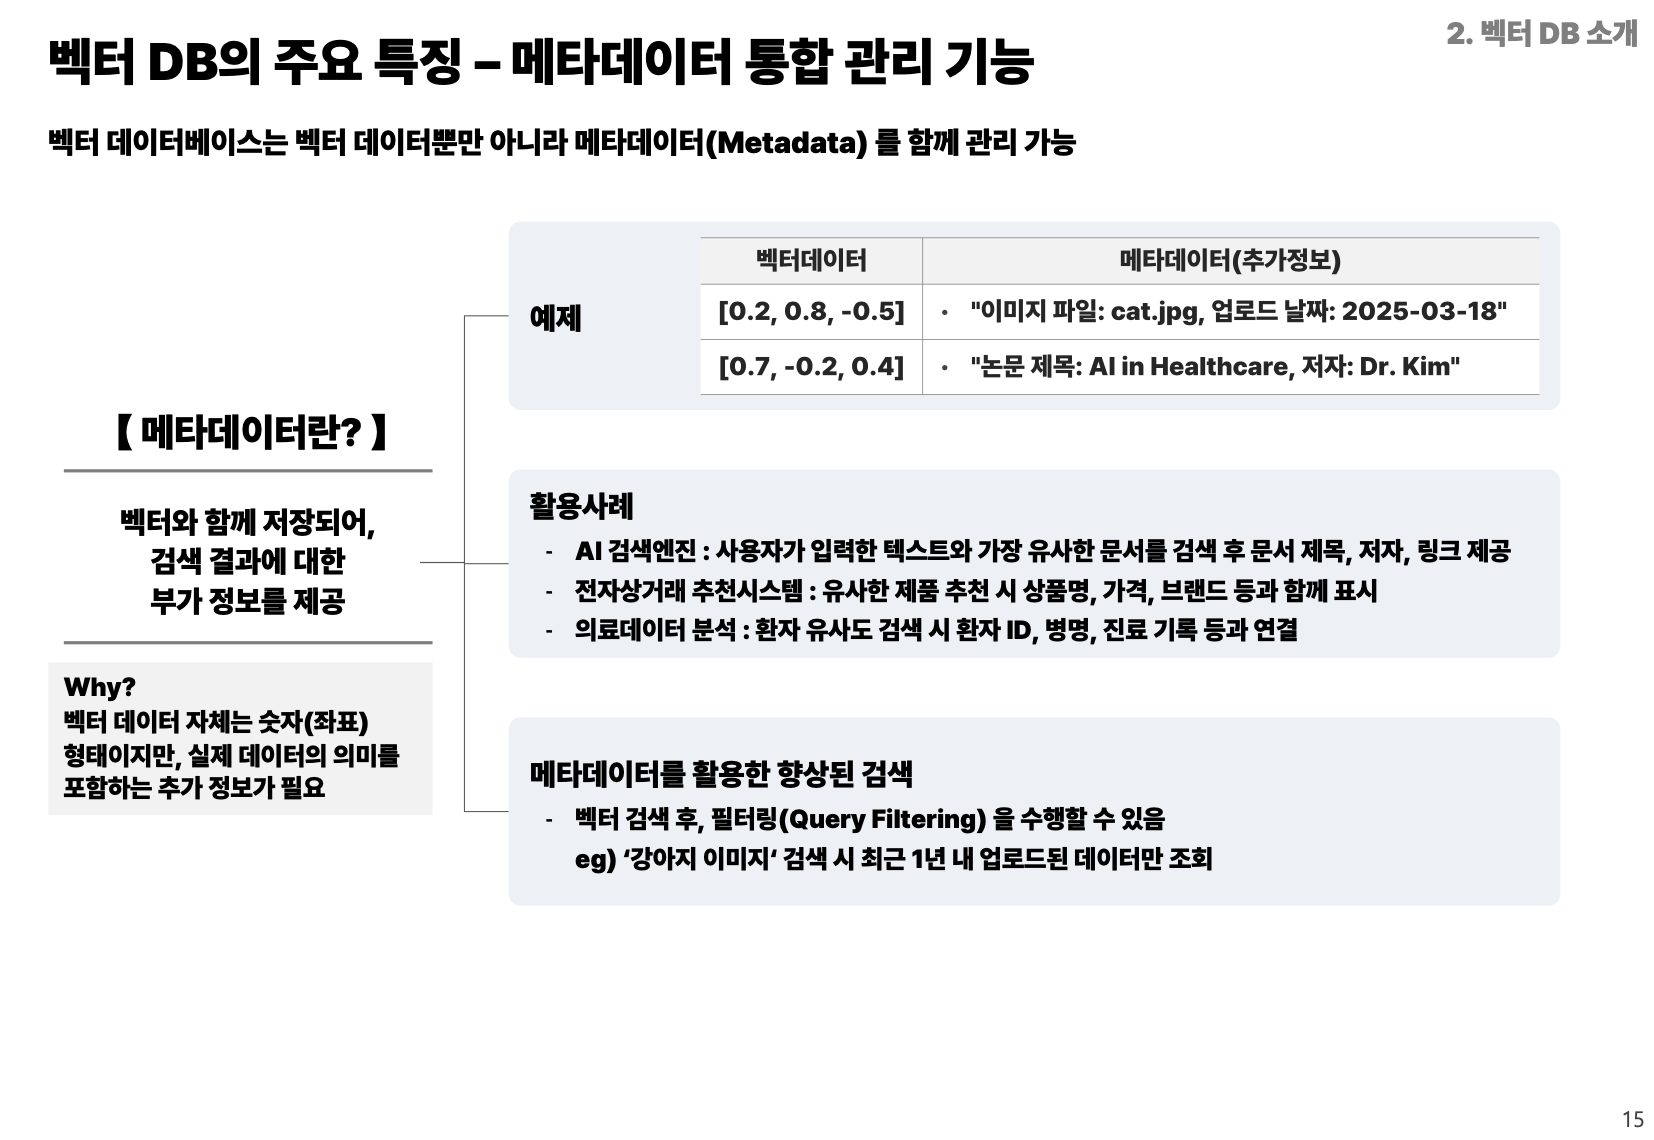 2. 벡터 DB 소개
벡터 DB의 주요 특징 – 메타데이터 통합 관리 기능
벡터 데이터베이스는 벡터 데이터뿐만 아니라 메타데이터(Metadata) 를 함께 관리 가능
【 메타데이터란? 】
벡터와 함께 저장되어,
검색 결과에 대한
부가 정보를 제공
Why?
벡터 데이터 자체는 숫자(좌표)
형태이지만, 실제 데이터의 의미를
포함하는 추가 정보가 필요
예제
벡터데이터 메타데이터(추가정보)
[0.2, 0.8, -0.5] • "이미지 파일: cat.jpg, 업로드 날짜: 2025-03-18"
[0.7, -0.2, 0.4] • "논문 제목: AI in Healthcare, 저자: Dr. Kim"
활용사례
- AI 검색엔진 : 사용자가 입력한 텍스트와 가장 유사한 문서를 검색 후 문서 제목, 저자, 링크 제공
- 전자상거래 추천시스템 : 유사한 제품 추천 시 상품명, 가격, 브랜드 등과 함께 표시
- 의료데이터 분석 : 환자 유사도 검색 시 환자 ID, 병명, 진료 기록 등과 연결
메타데이터를 활용한 향상된 검색
- 벡터 검색 후, 필터링(Query Filtering) 을 수행할 수 있음
eg) ‘강아지 이미지‘ 검색 시 최근 1년 내 업로드된 데이터만 조회
15